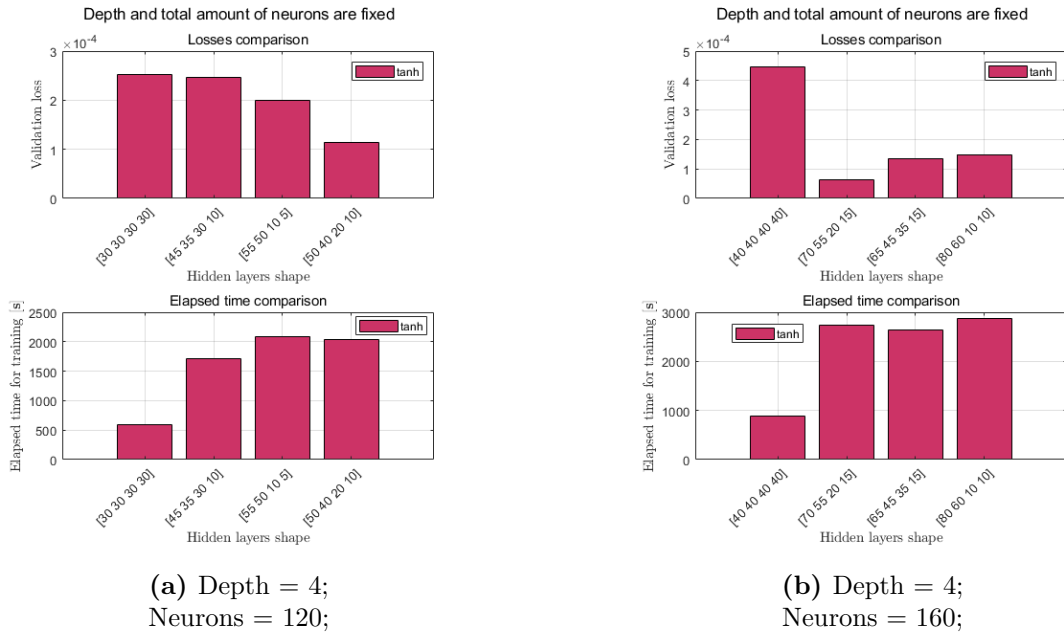 Depth and total amount of neurons are fixed
×10-4
Losses comparison
3
2
1
0
Validation loss
tanh
[30 30 30 30]
[45 35 30 10]
[55 50 10 5]
[50 40 20 10]
Hidden layers shape
Elapsed time comparison
2500
2000
1500
1000
500
0
Elapsed time for training [s]
tanh
[30 30 30 30]
[45 35 30 10]
[55 50 10 5]
[50 40 20 10]
Hidden layers shape
(a) Depth = 4;
Neurons = 120;
Depth and total amount of neurons are fixed
×10-4
Losses comparison
5
4
3
2
1
0
Validation loss
tanh
[40 40 40 40]
[70 55 20 15]
[65 45 35 15]
[80 60 10 10]
Hidden layers shape
Elapsed time comparison
3000
2000
1000
0
Elapsed time for training [s]
tanh
[40 40 40 40]
[70 55 20 15]
[65 45 35 15]
[80 60 10 10]
Hidden layers shape
(b) Depth = 4;
Neurons = 160;